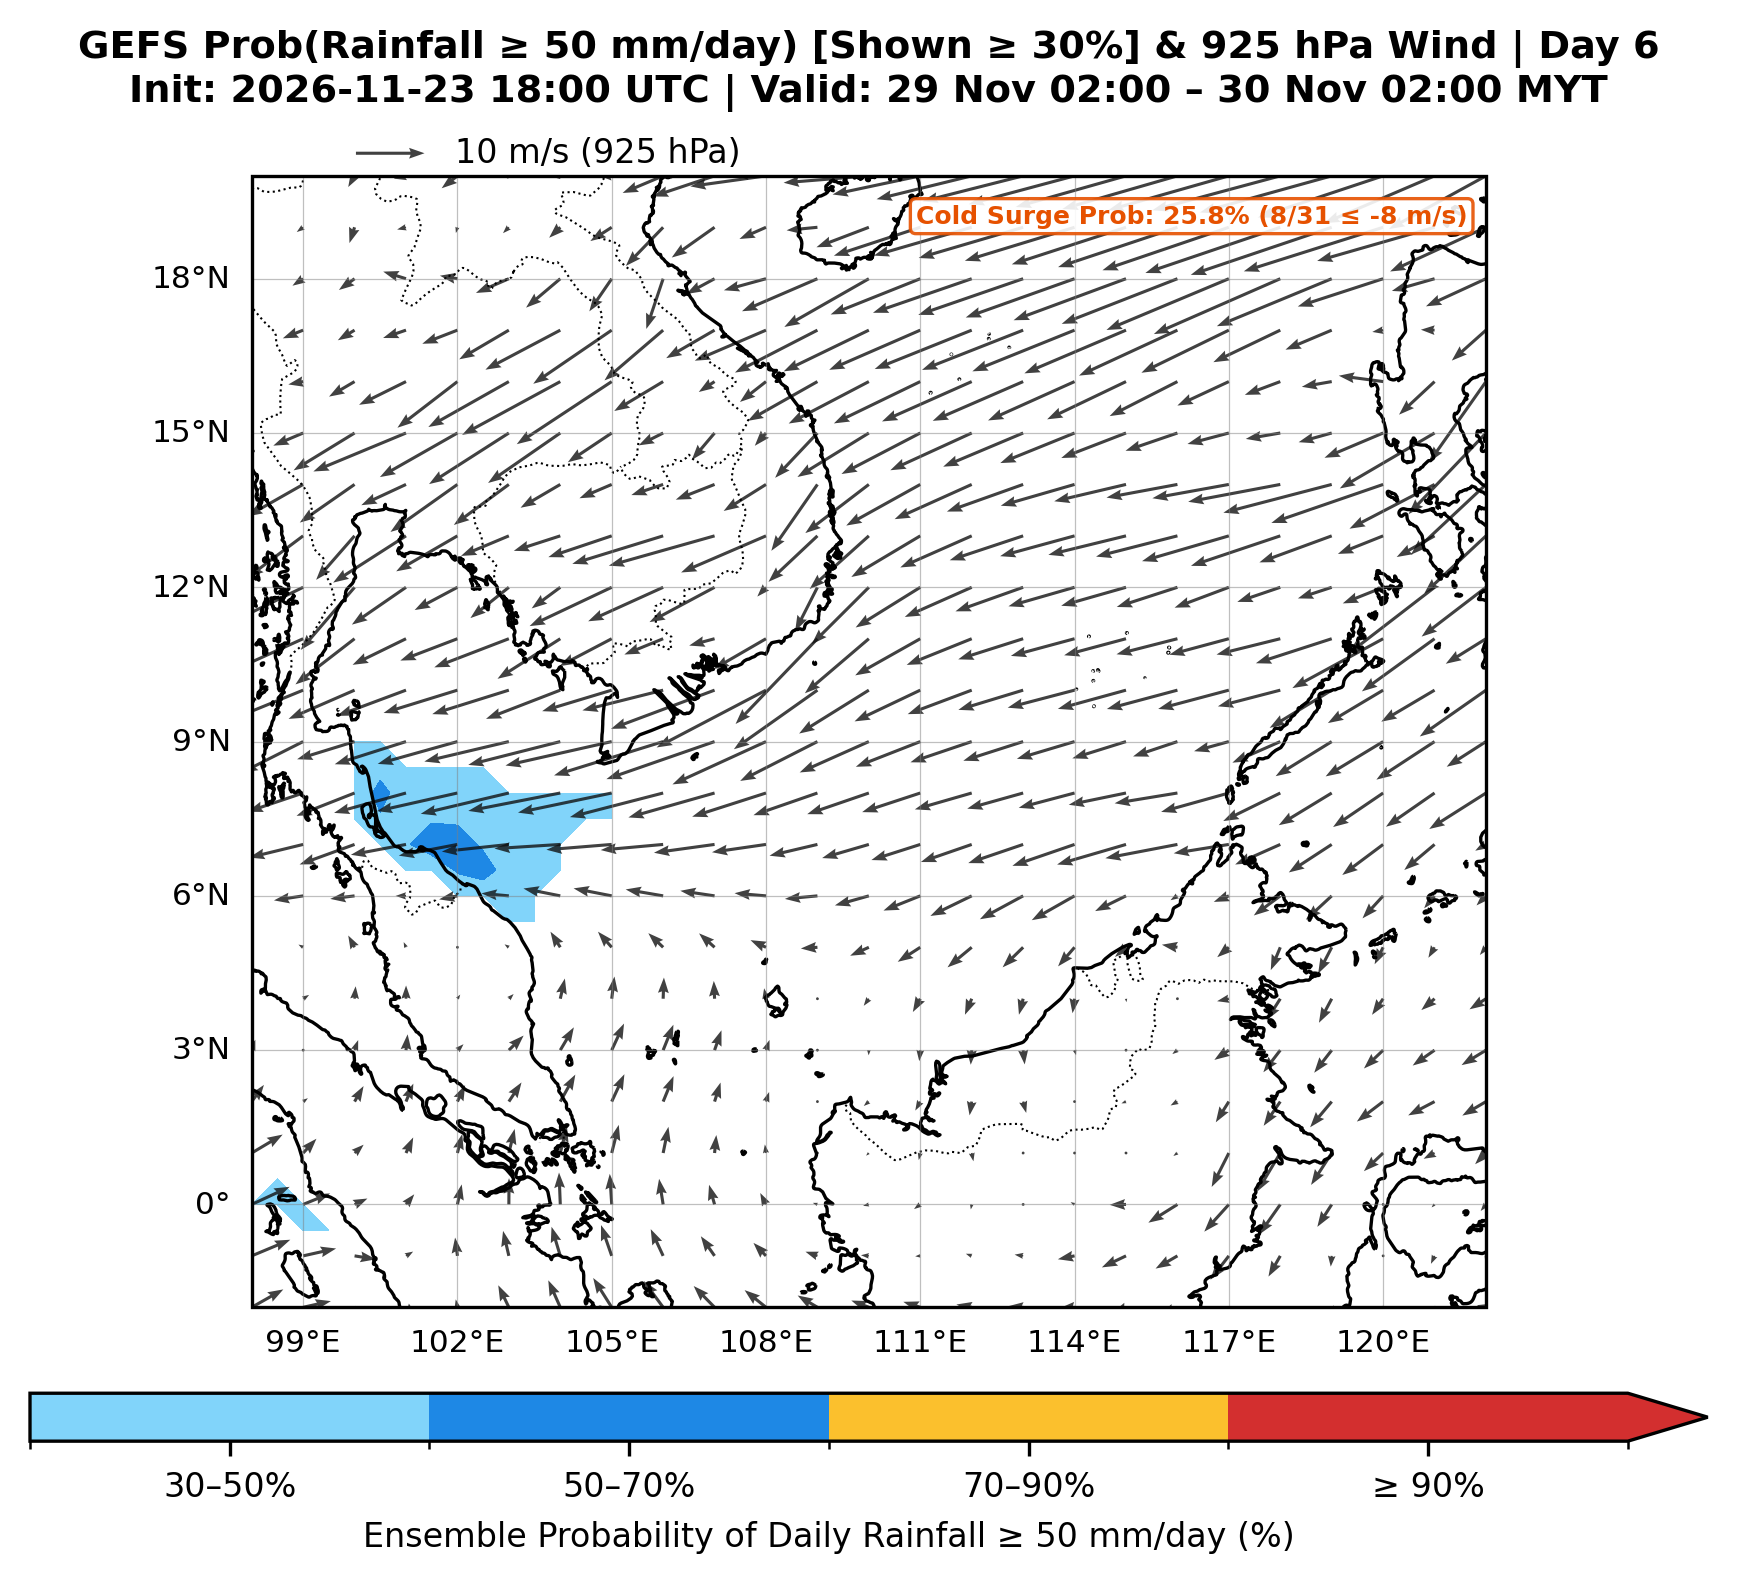 GEFS Prob(Rainfall ≥ 50 mm/day) [Shown ≥ 30%] & 925 hPa Wind | Day 6
Init: 2026-11-23 18:00 UTC | Valid: 29 Nov 02:00 – 30 Nov 02:00 MYT
10 m/s (925 hPa)
Cold Surge Prob: 25.8% (8/31 ≤ -8 m/s)
18°N
15°N
12°N
9°N
6°N
3°N
0°
99°E 102°E 105°E 108°E 111°E 114°E 117°E 120°E
30–50% 50–70% 70–90% ≥ 90%
Ensemble Probability of Daily Rainfall ≥ 50 mm/day (%)